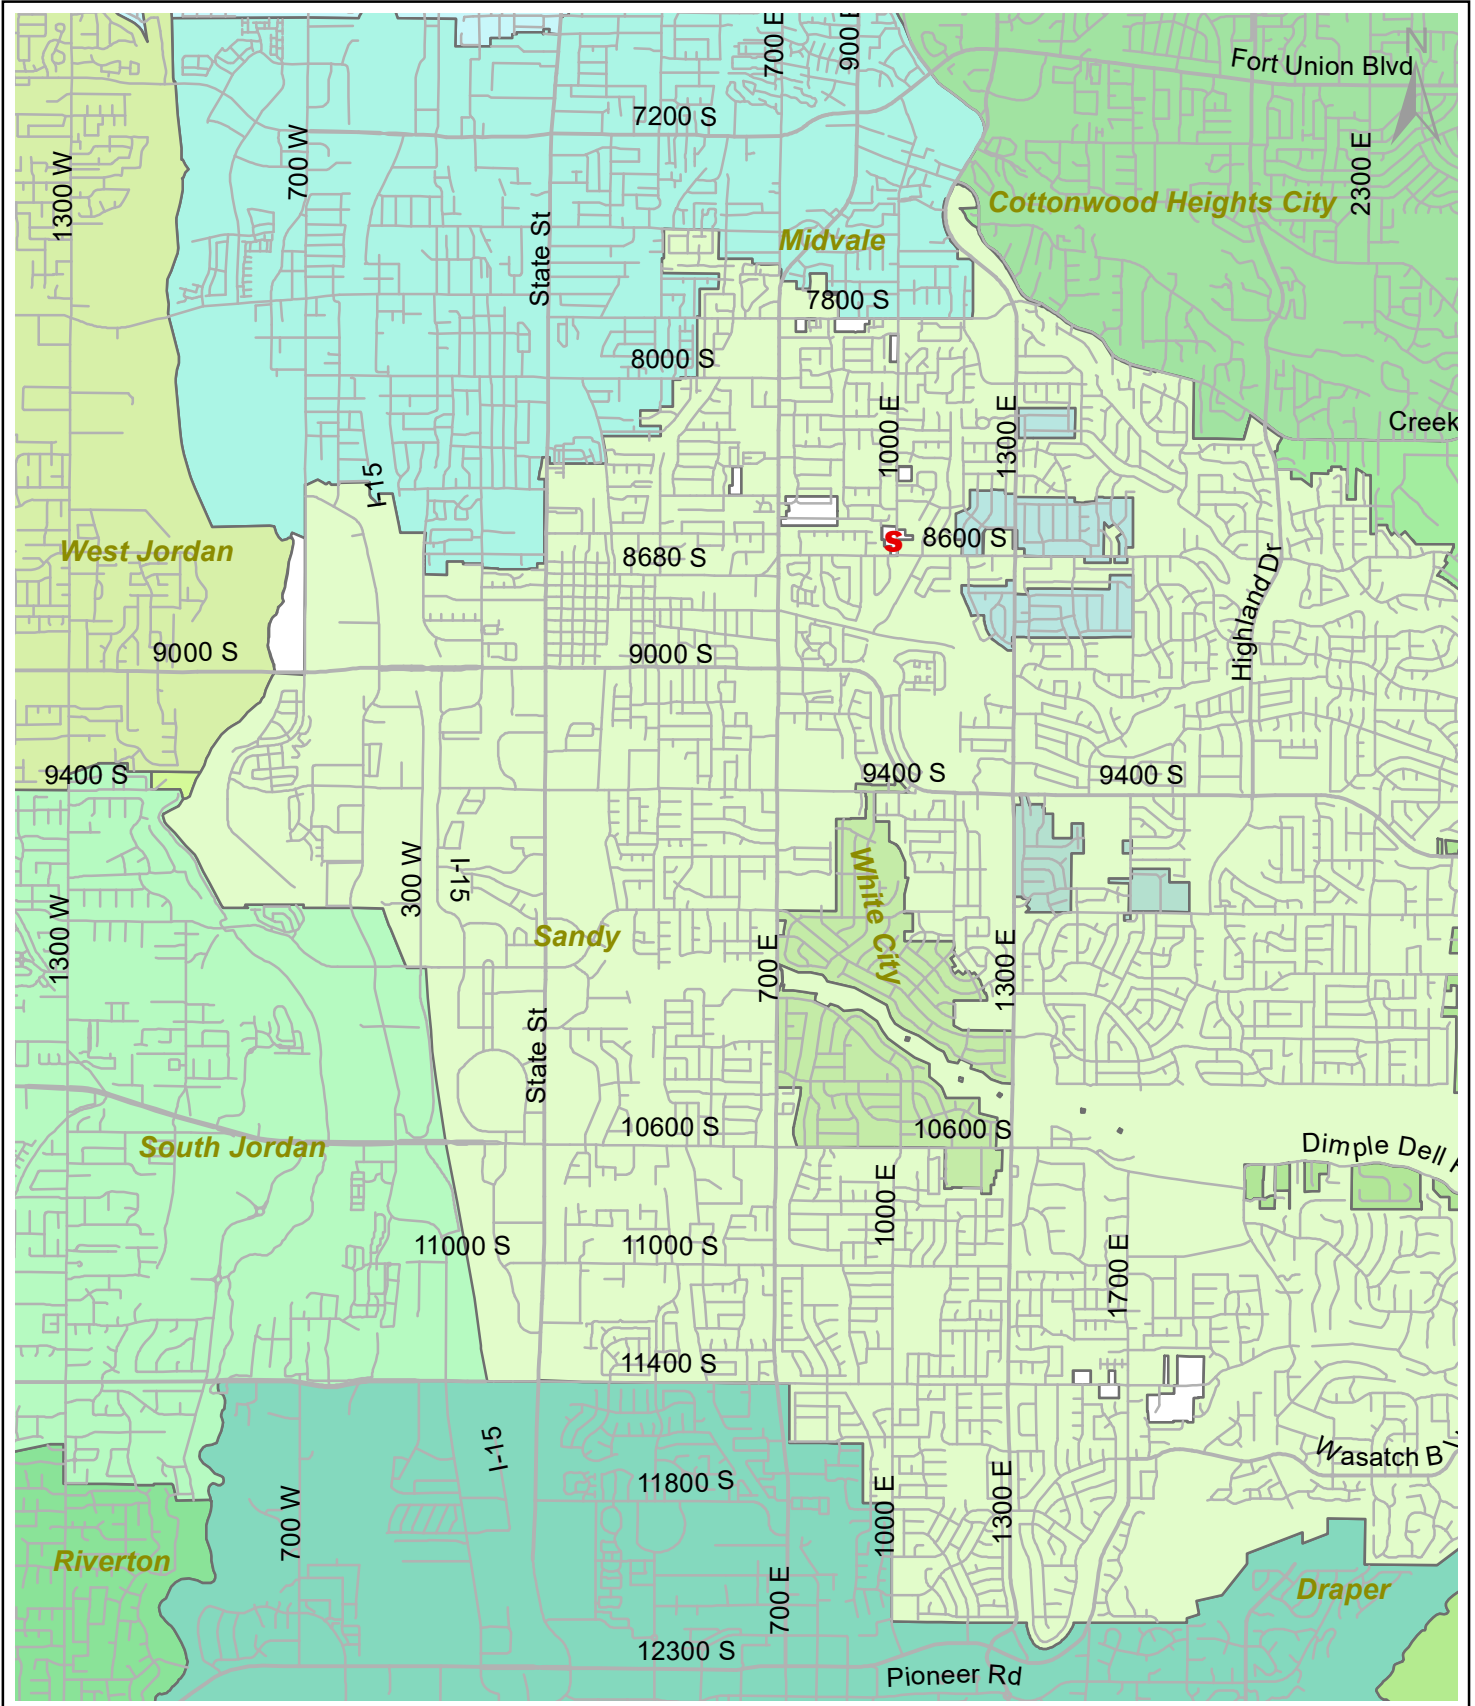 700 E
900 E
N
Fort Union Blvd
7200 S
1300 W
700 W
2300 E
Cottonwood Heights City
State St
Midvale
7800 S
8000 S
1000 E
1300 E
Creek
I-15
West Jordan
8680 S
S
8600 S
Highland Dr
9000 S
9000 S
9400 S
9400 S
9400 S
300 W
I-15
White City
1300 W
Sandy
700 E
1300 E
State St
10600 S
10600 S
South Jordan
Dimple Dell
1000 E
11000 S
11000 S
1700 E
11400 S
I-15
Wasatch B
11800 S
700 W
1000 E
1300 E
Riverton
700 E
Draper
12300 S
Pioneer Rd